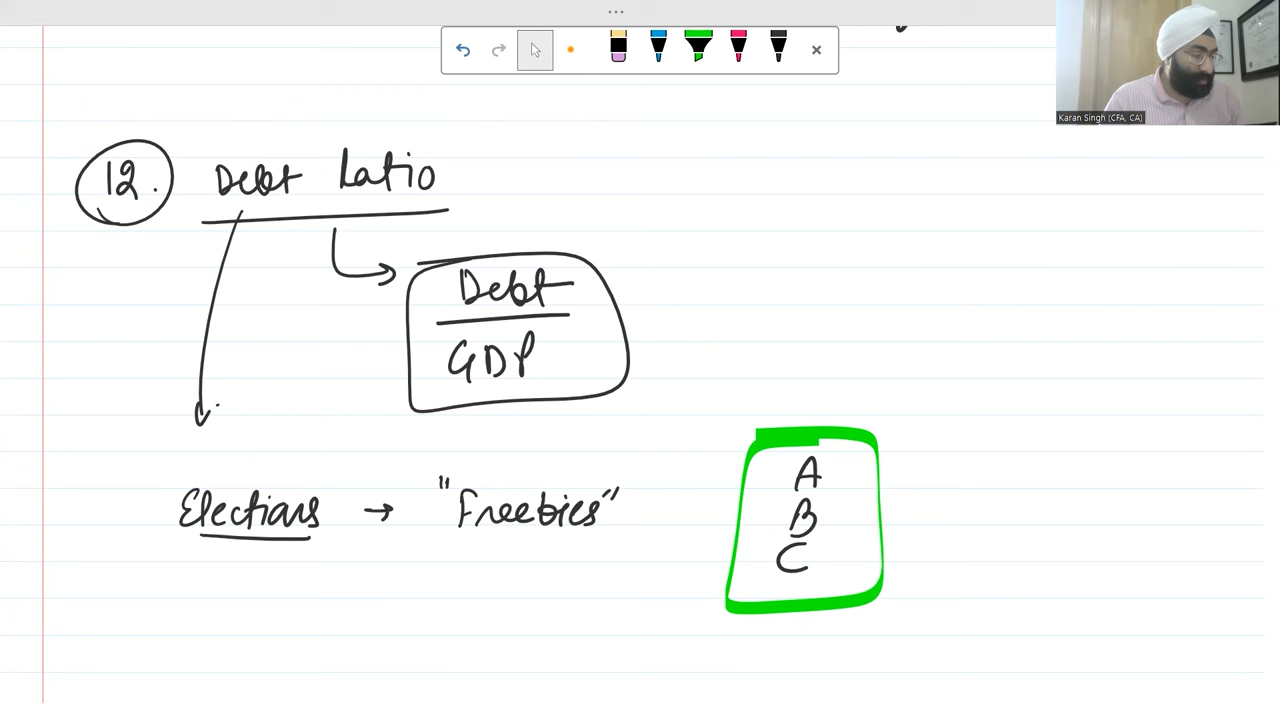 Karan Singh (CFA, CA)
12. Debt Ratio
Debt
GDP
Elections → "Freebies"
A
B
C